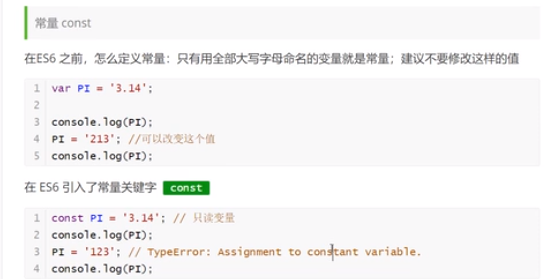 常量 const
在ES6 之前，怎么定义常量：只有用全部大写字母命名的变量就是常量；建议不要修改这样的值
1 var PI = '3.14';
2
3 console.log(PI);
4 PI = '213'; //可以改变这个值
5 console.log(PI);
在 ES6 引入了常量关键字 const
1 const PI = '3.14'; // 只读变量
2 console.log(PI);
3 PI = '123'; // TypeError: Assignment to constant variable.
4 console.log(PI);